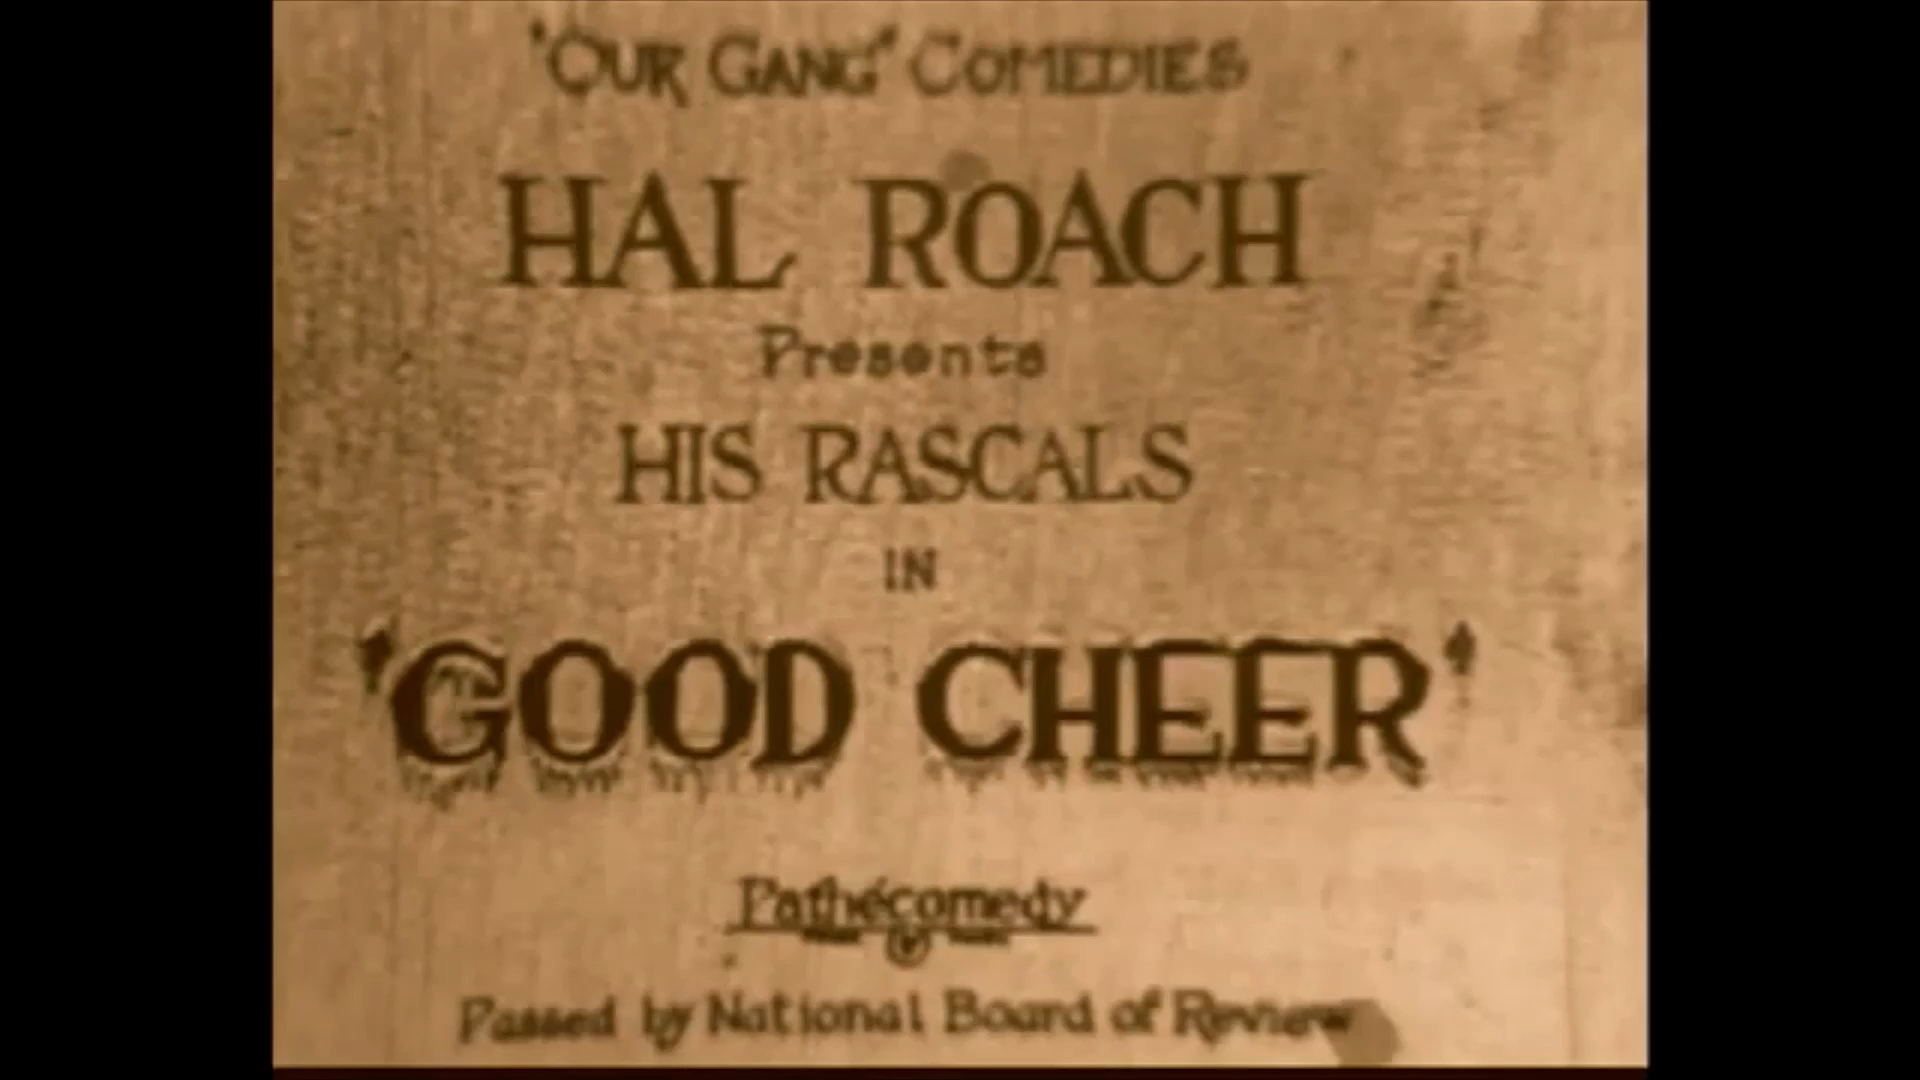 "OUR GANG" COMEDIES
HAL ROACH
Presents
HIS RASCALS
IN
'GOOD CHEER'
Pathécomedy
Passed by National Board of Review